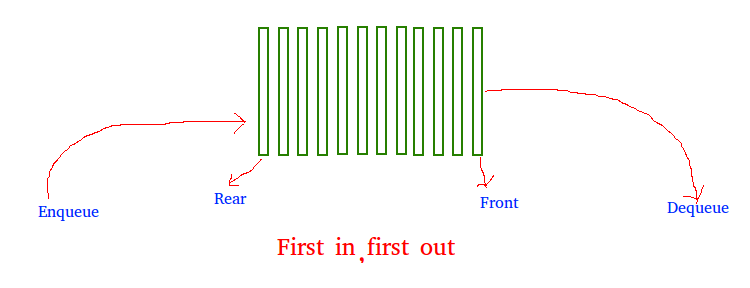 Enqueue
Rear
Front
Dequeue
First in, first out